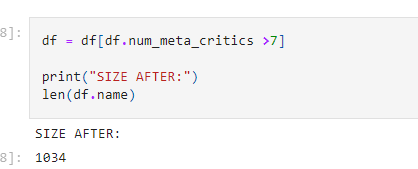 8]:
df = df[df.num_meta_critics >7]
print("SIZE AFTER:")
len(df.name)
SIZE AFTER:
8]: 1034